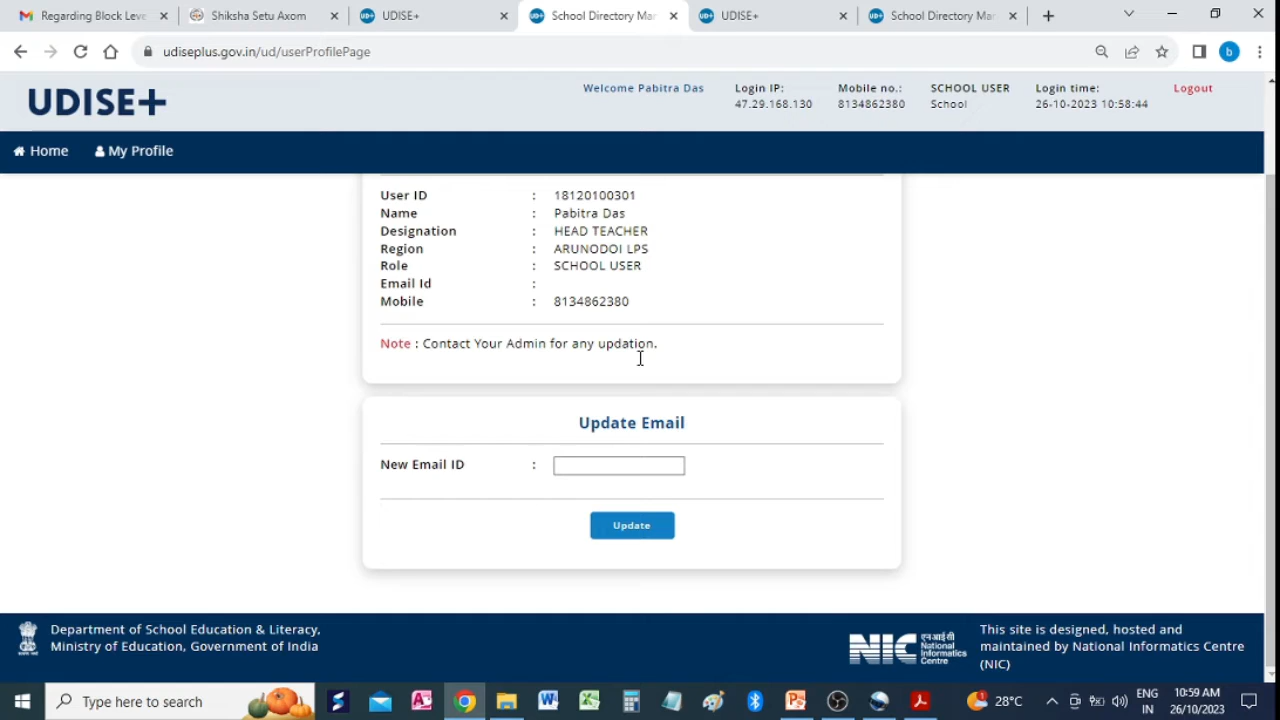 Regarding Block Leve
Shiksha Setu Axom
UDISE+
School Directory Mar
UDISE+
School Directory Mar
udiseplus.gov.in/ud/userProfilePage
b
UDISE+
Welcome Pabitra Das
Login IP:
47.29.168.130
Mobile no.:
8134862380
SCHOOL USER
School
Login time:
26-10-2023 10:58:44
Logout
Home
My Profile
User ID : 18120100301
Name : Pabitra Das
Designation : HEAD TEACHER
Region : ARUNODOI LPS
Role : SCHOOL USER
Email Id :
Mobile : 8134862380
Note : Contact Your Admin for any updation.
Update Email
New Email ID :
Update
Department of School Education & Literacy,
Ministry of Education, Government of India
NIC
एन आई सी
National
Informatics
Centre
This site is designed, hosted and
maintained by National Informatics Centre
(NIC)
Type here to search
28°C
ENG
IN
10:59 AM
26/10/2023